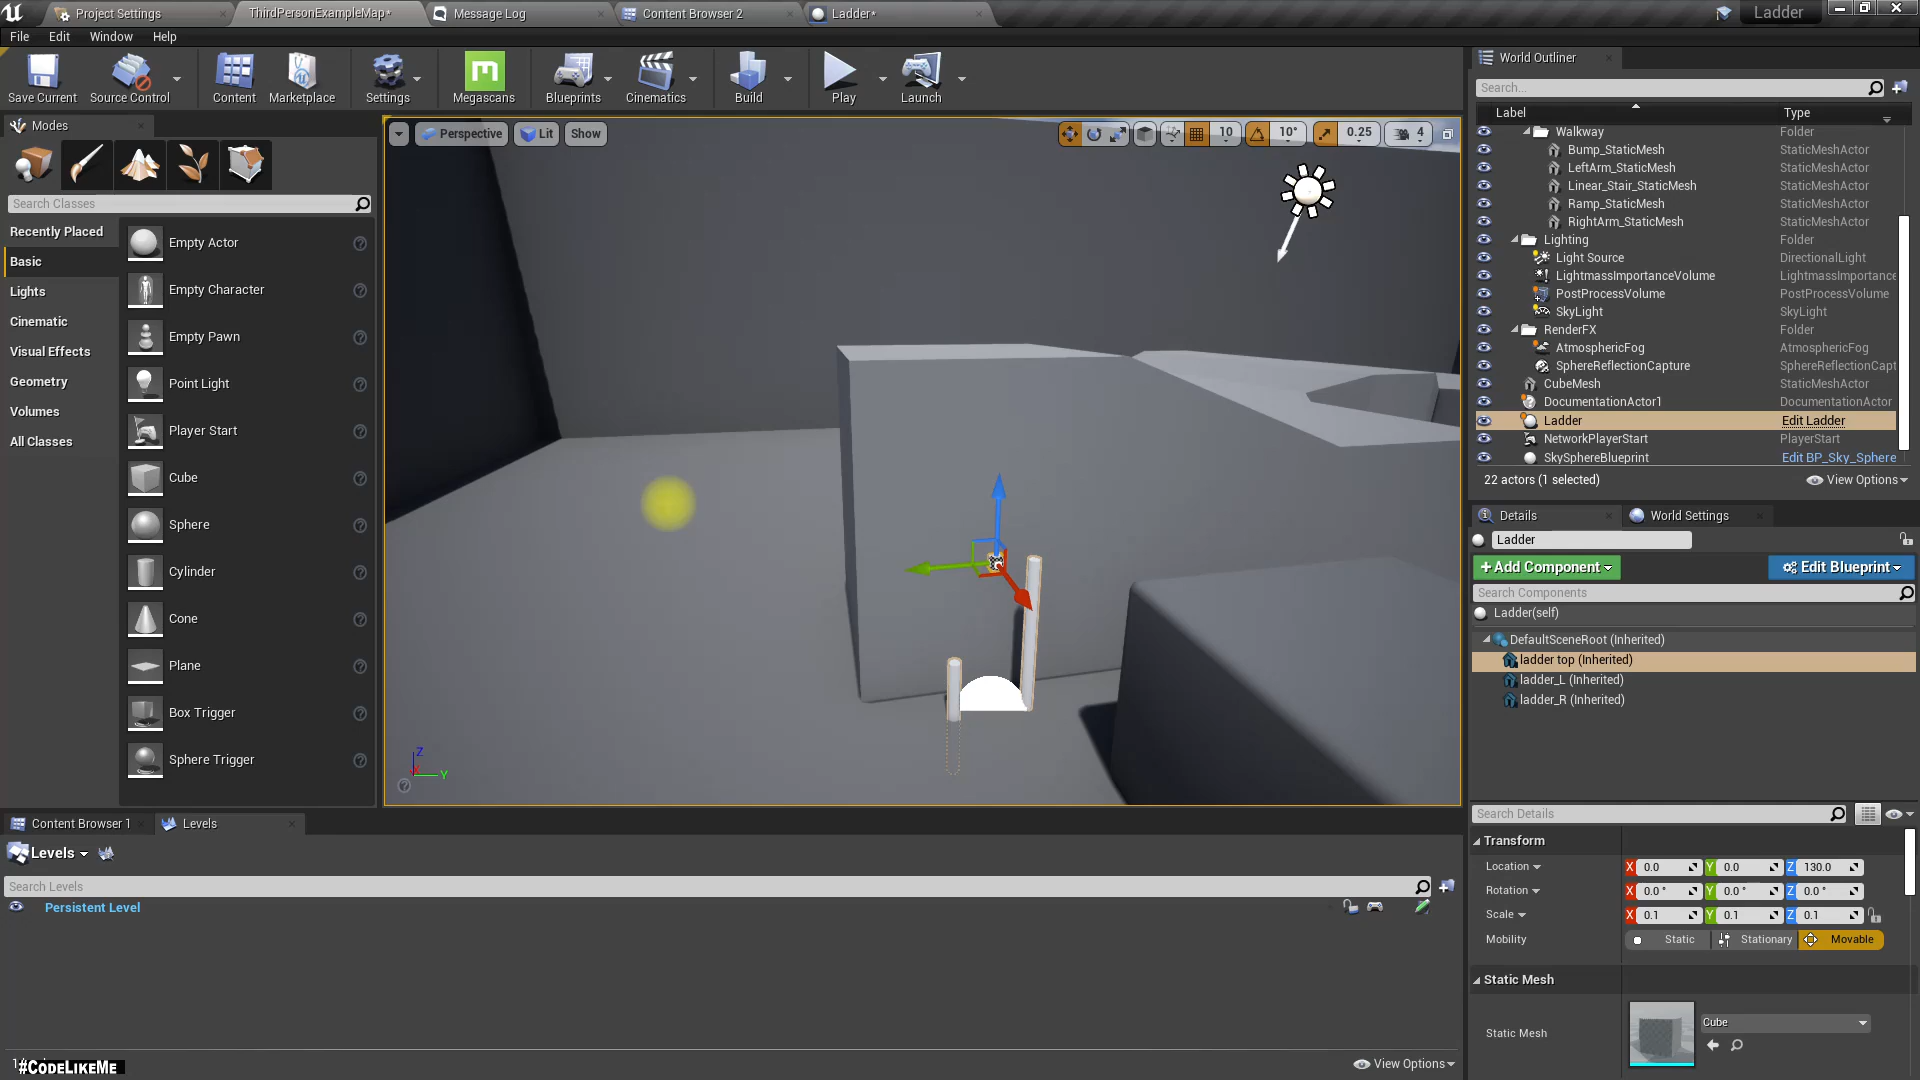 Project Settings
ThirdPersonExampleMap*
Message Log
Content Browser 2
Ladder*
Ladder
File Edit Window Help
Save Current
Source Control
Content
Marketplace
Settings
Megascans
Blueprints
Cinematics
Build
Play
Launch
Modes
Search Classes
Recently Placed
Basic
Lights
Cinematic
Visual Effects
Geometry
Volumes
All Classes
Empty Actor
Empty Character
Empty Pawn
Point Light
Player Start
Cube
Sphere
Cylinder
Cone
Plane
Box Trigger
Sphere Trigger
Perspective Lit Show
10 10° 0.25 4
Z
Y
World Outliner
Search...
Label Type
Walkway Folder
Bump_StaticMesh StaticMeshActor
LeftArm_StaticMesh StaticMeshActor
Linear_Stair_StaticMesh StaticMeshActor
Ramp_StaticMesh StaticMeshActor
RightArm_StaticMesh StaticMeshActor
Lighting Folder
Light Source DirectionalLight
LightmassImportanceVolume LightmassImportance
PostProcessVolume PostProcessVolume
SkyLight SkyLight
RenderFX Folder
AtmosphericFog AtmosphericFog
SphereReflectionCapture SphereReflectionCapt
CubeMesh StaticMeshActor
DocumentationActor1 DocumentationActor
Ladder Edit Ladder
NetworkPlayerStart PlayerStart
SkySphereBlueprint Edit BP_Sky_Sphere
22 actors (1 selected) View Options
Details
World Settings
Ladder
+Add Component Edit Blueprint
Search Components
Ladder(self)
DefaultSceneRoot (Inherited)
ladder top (Inherited)
ladder_L (Inherited)
ladder_R (Inherited)
Search Details
Transform
Location X 0.0 Y 0.0 Z 130.0
Rotation X 0.0 ° Y 0.0 ° Z 0.0 °
Scale X 0.1 Y 0.1 Z 0.1
Mobility Static Stationary Movable
Static Mesh
Static Mesh Cube
Content Browser 1
Levels
Levels
Search Levels
Persistent Level
#CodeLikeMe
View Options